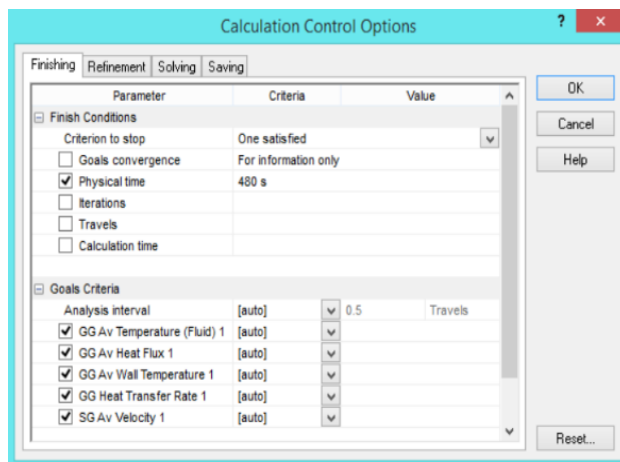 Calculation Control Options
?
×
Finishing Refinement Solving Saving
Parameter Criteria Value
Finish Conditions
Criterion to stop One satisfied
Goals convergence For information only
Physical time 480 s
Iterations
Travels
Calculation time
Goals Criteria
Analysis interval [auto] 0.5 Travels
GG Av Temperature (Fluid) 1 [auto]
GG Av Heat Flux 1 [auto]
GG Av Wall Temperature 1 [auto]
GG Heat Transfer Rate 1 [auto]
SG Av Velocity 1 [auto]
OK
Cancel
Help
Reset...